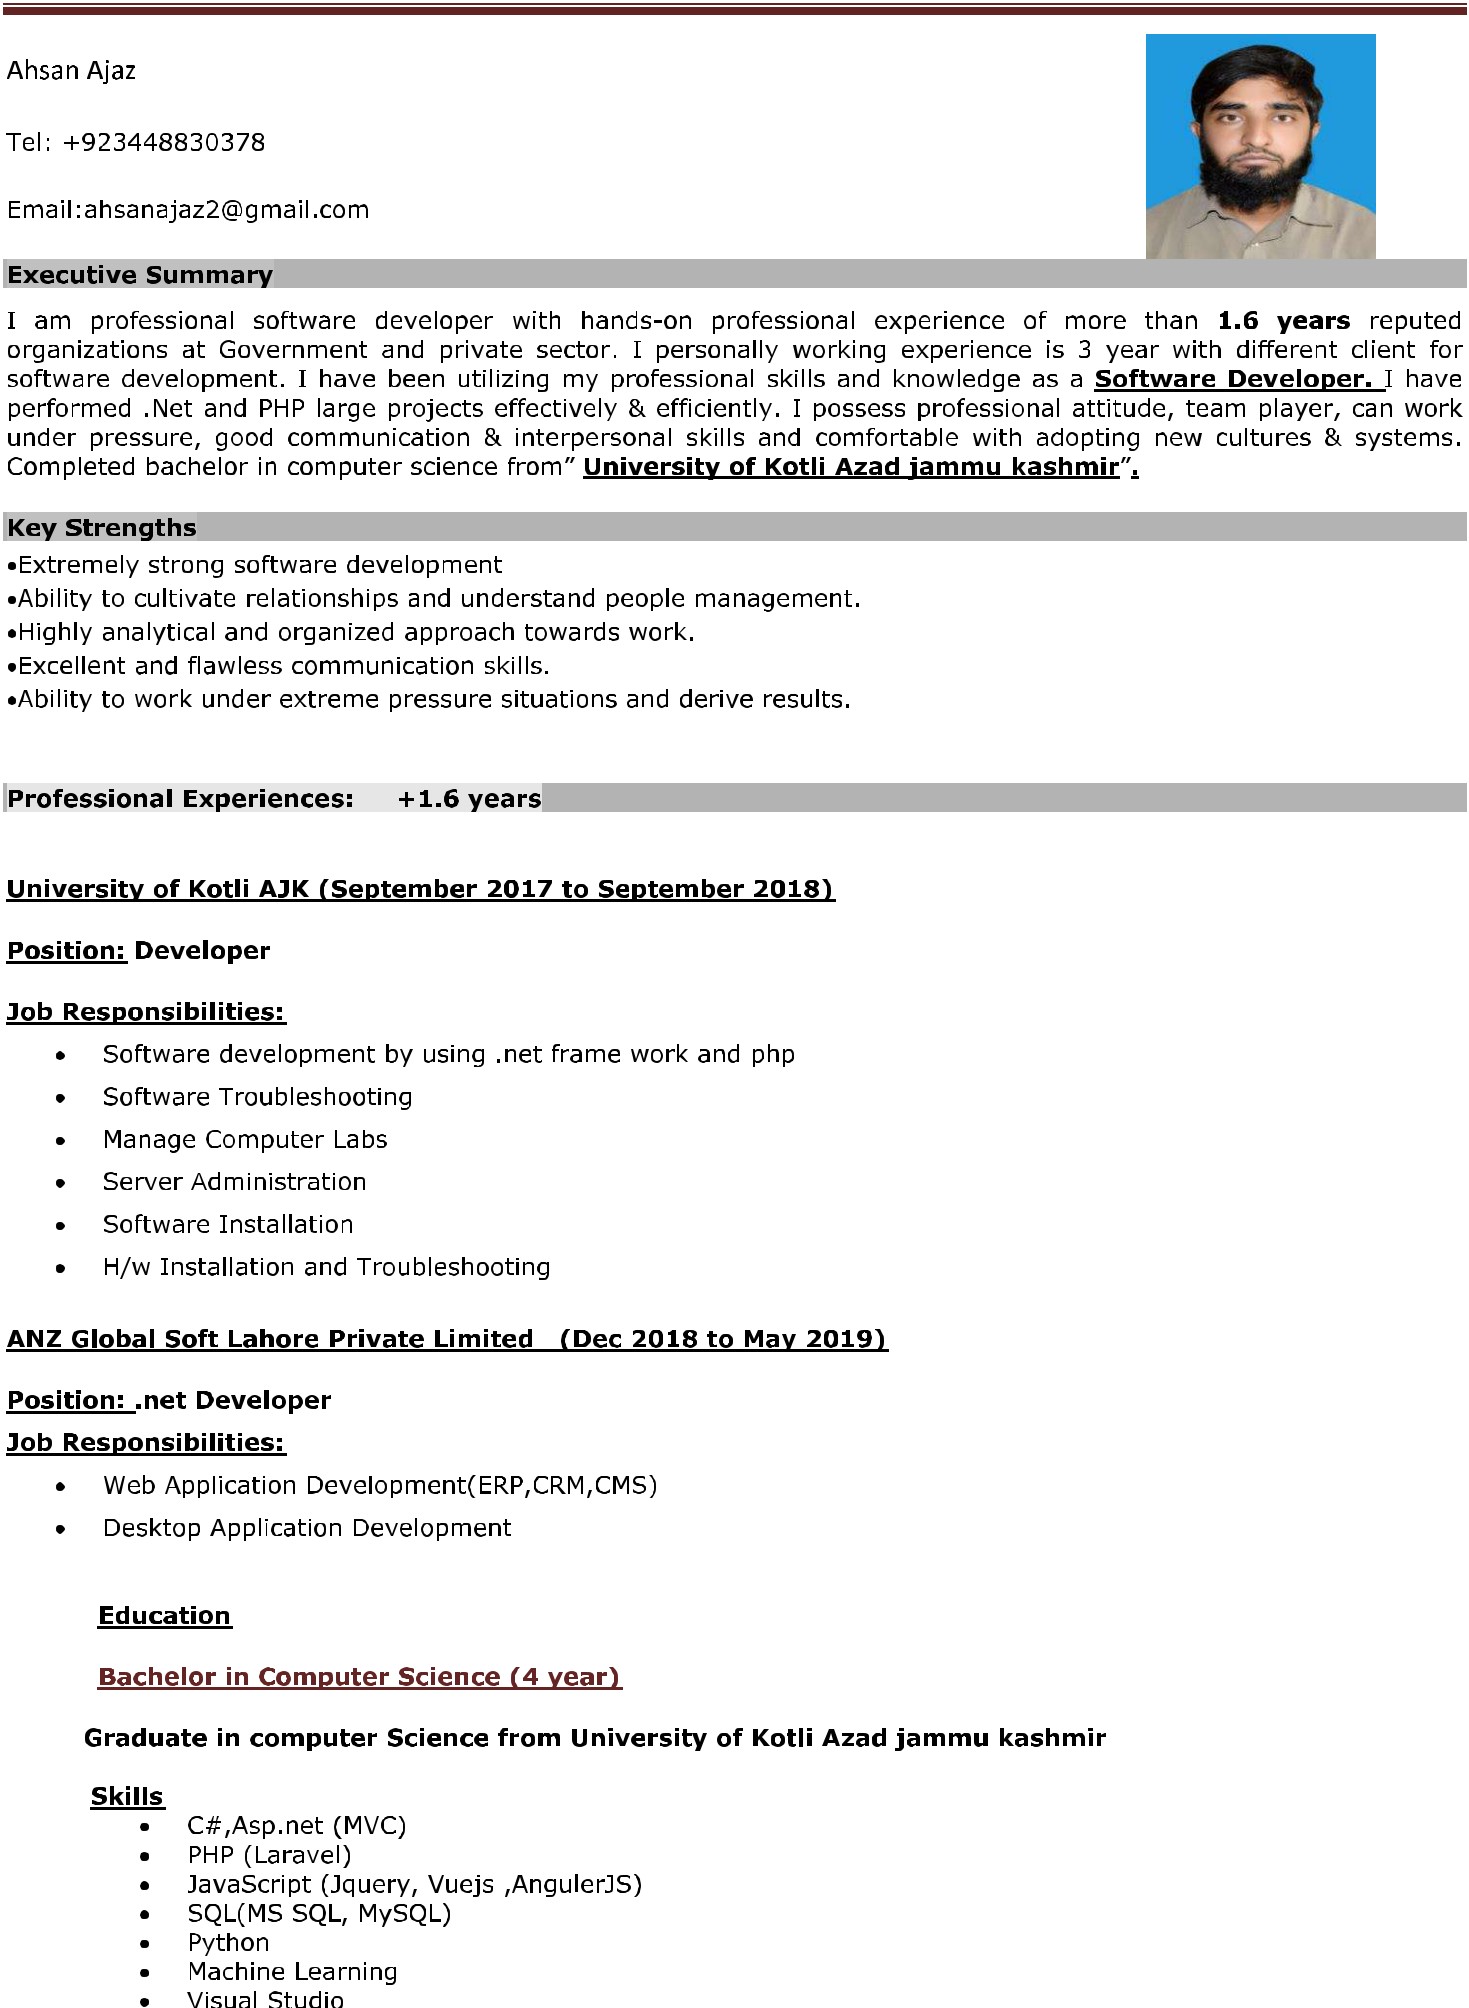 Ahsan Ajaz
Tel: +923448830378
Email:ahsanajaz2@gmail.com
Executive Summary
I am professional software developer with hands-on professional experience of more than 1.6 years reputed
organizations at Government and private sector. I personally working experience is 3 year with different client for
software development. I have been utilizing my professional skills and knowledge as a Software Developer. I have
performed .Net and PHP large projects effectively & efficiently. I possess professional attitude, team player, can work
under pressure, good communication & interpersonal skills and comfortable with adopting new cultures & systems.
Completed bachelor in computer science from” University of Kotli Azad jammu kashmir”.
Key Strengths
•Extremely strong software development
•Ability to cultivate relationships and understand people management.
•Highly analytical and organized approach towards work.
•Excellent and flawless communication skills.
•Ability to work under extreme pressure situations and derive results.
Professional Experiences: +1.6 years
University of Kotli AJK (September 2017 to September 2018)
Position: Developer
Job Responsibilities:
• Software development by using .net frame work and php
• Software Troubleshooting
• Manage Computer Labs
• Server Administration
• Software Installation
• H/w Installation and Troubleshooting
ANZ Global Soft Lahore Private Limited (Dec 2018 to May 2019)
Position: .net Developer
Job Responsibilities:
• Web Application Development(ERP,CRM,CMS)
• Desktop Application Development
Education
Bachelor in Computer Science (4 year)
Graduate in computer Science from University of Kotli Azad jammu kashmir
Skills
• C#,Asp.net (MVC)
• PHP (Laravel)
• JavaScript (Jquery, Vuejs ,AngulerJS)
• SQL(MS SQL, MySQL)
• Python
• Machine Learning
• Visual Studio